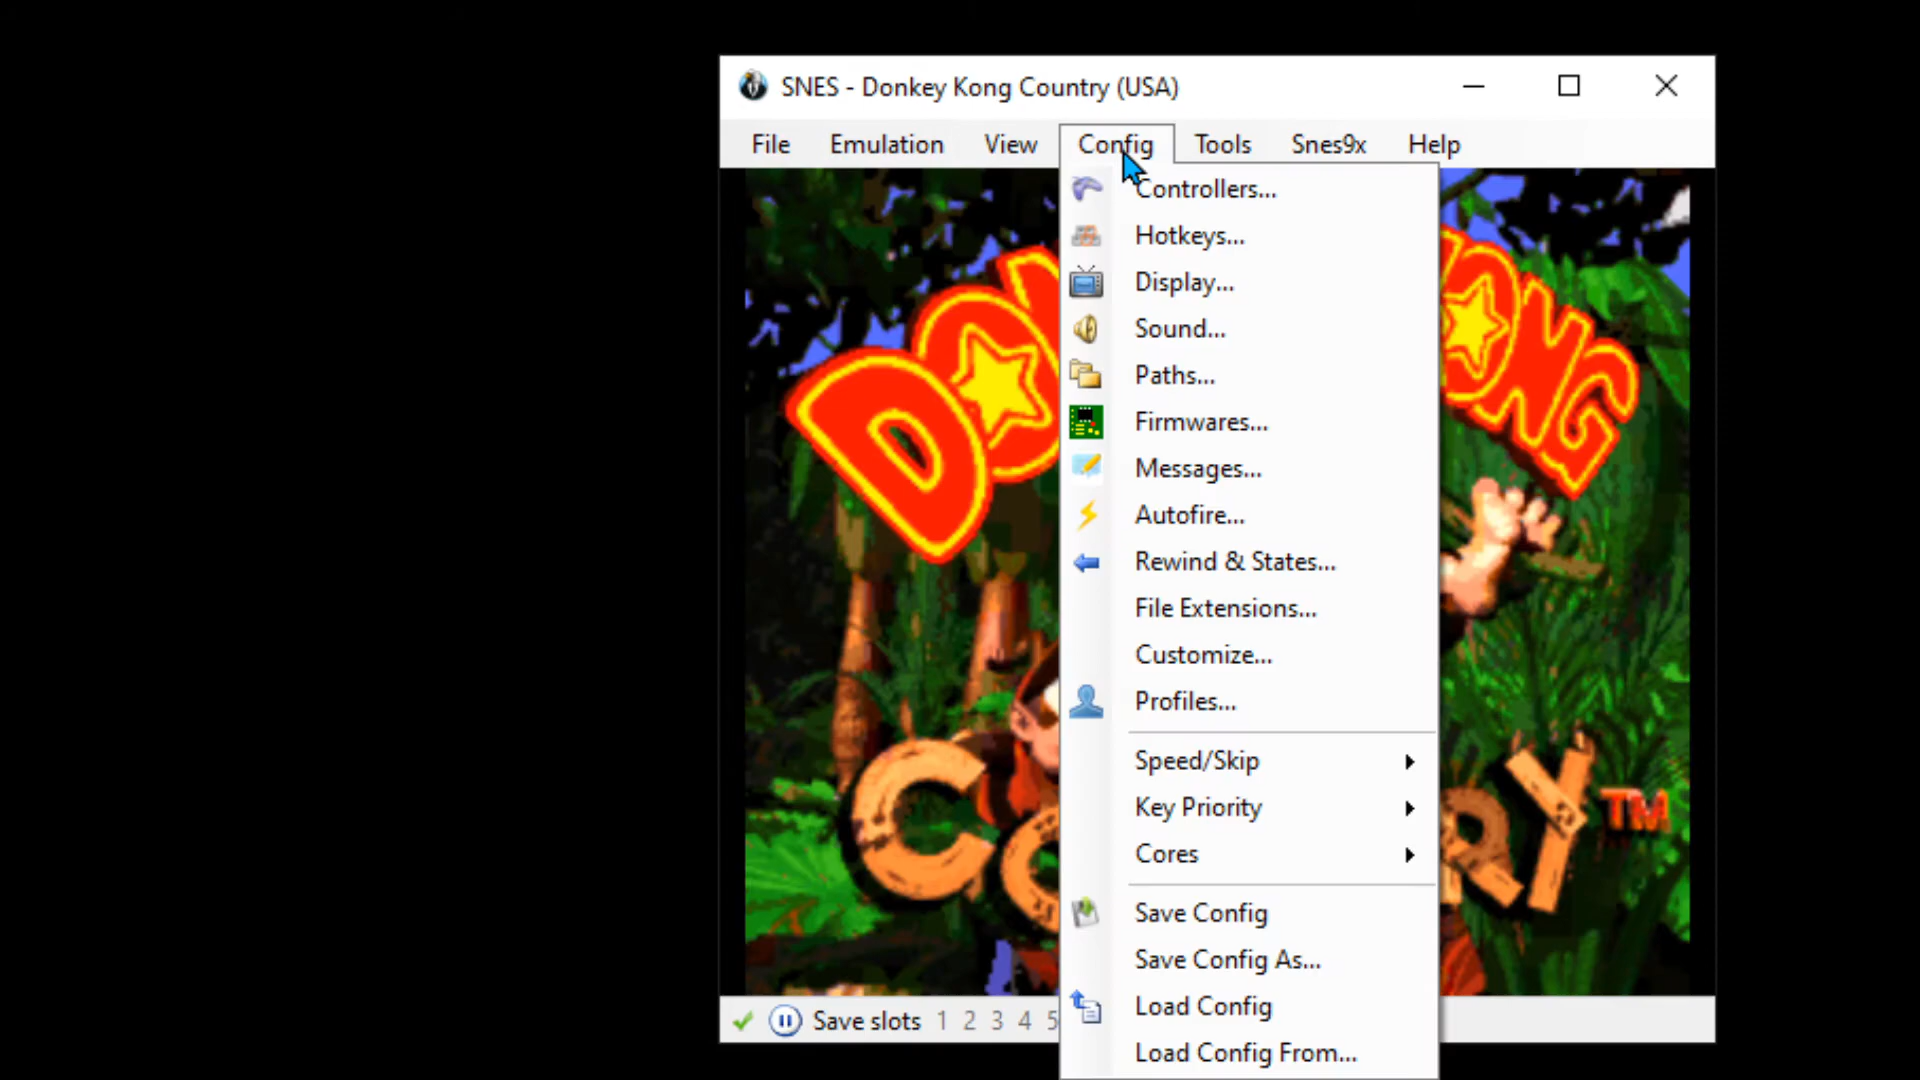 SNES - Donkey Kong Country (USA)
File Emulation View Config Tools Snes9x Help
Controllers...
Hotkeys...
Display...
Sound...
Paths...
Firmwares...
Messages...
Autofire...
Rewind & States...
File Extensions...
Customize...
Profiles...
Speed/Skip
Key Priority
Cores
Save Config
Save Config As...
Load Config
Load Config From...
TM
Save slots 1 2 3 4 5